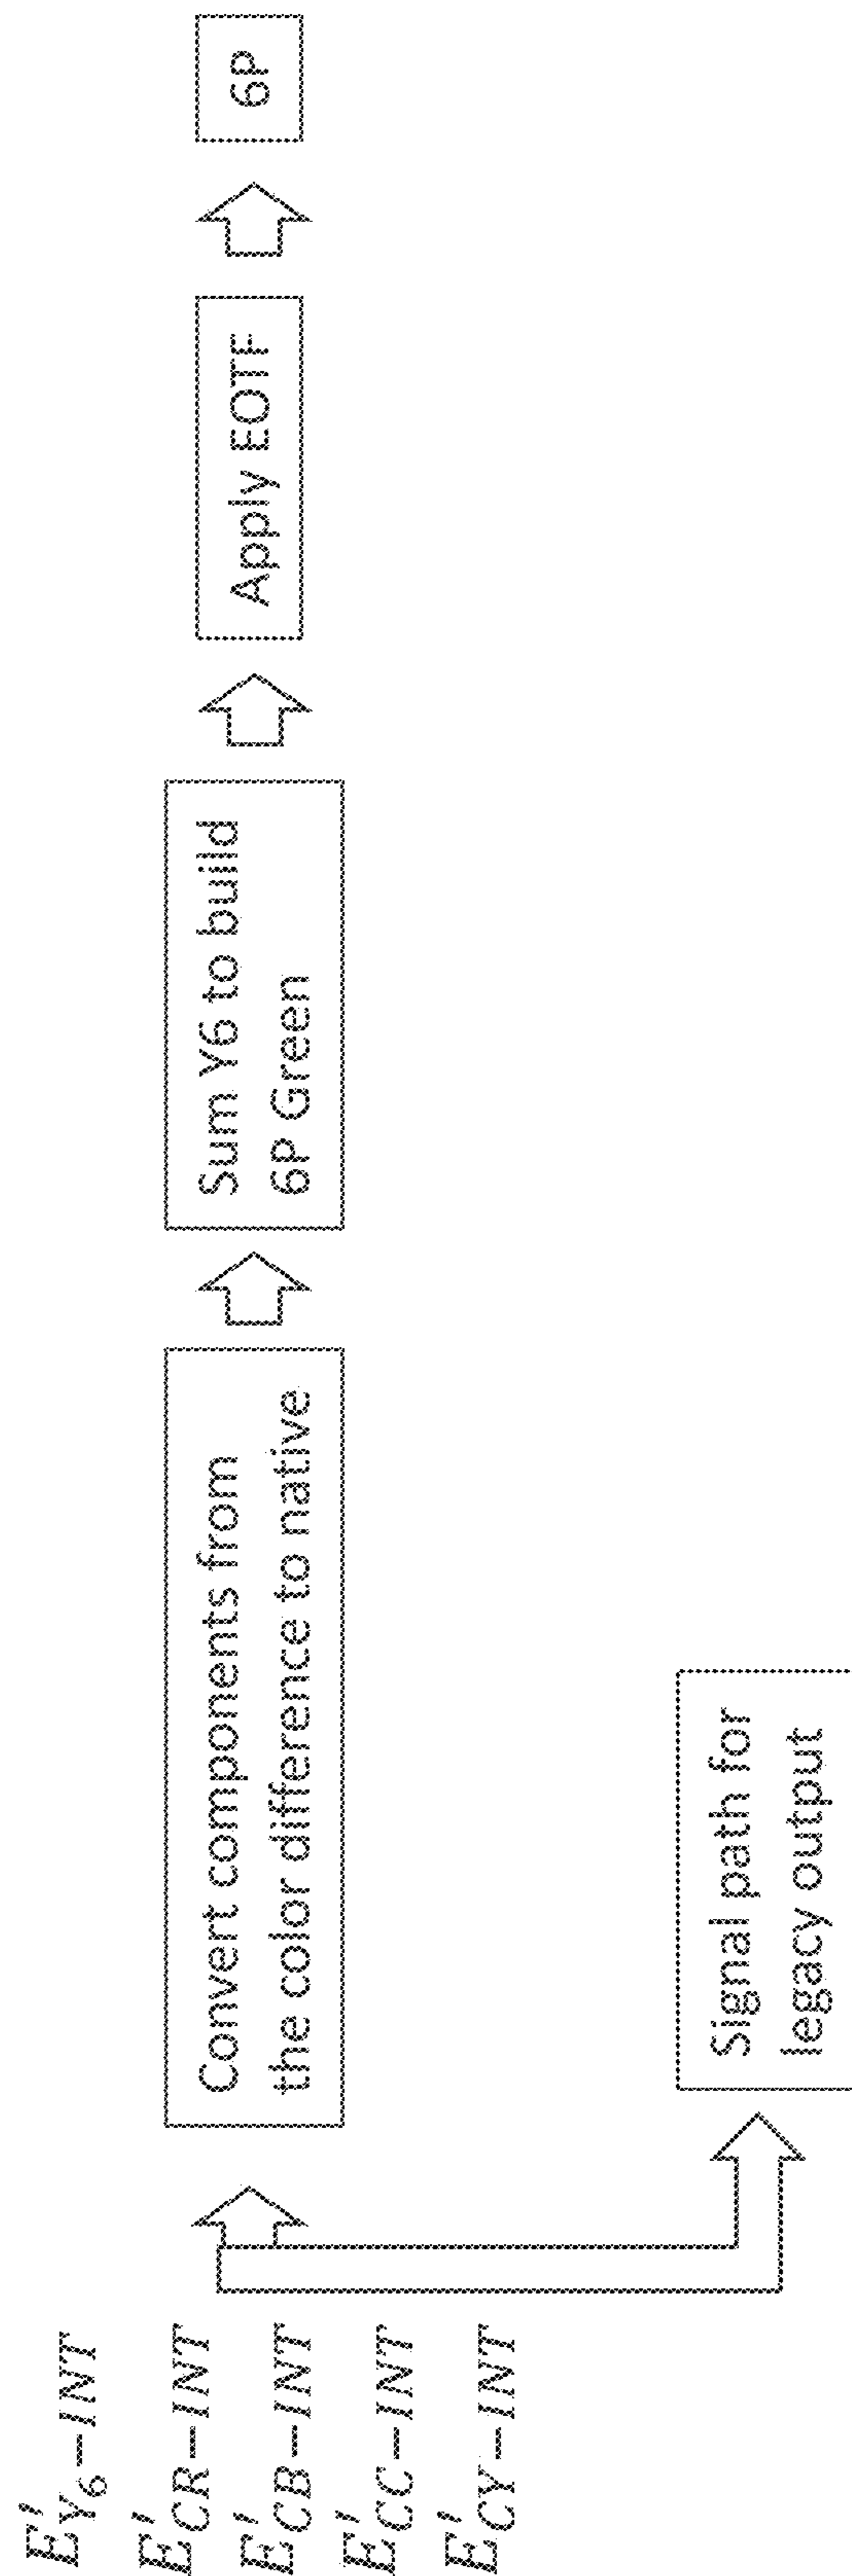 E′Y₆−INT
E′CR−INT
E′CB−INT
E′CC−INT
E′CY−INT
Convert components from
the color difference to native
Sum Y6 to build
6P Green
Apply EOTF
6P
Signal path for
legacy output